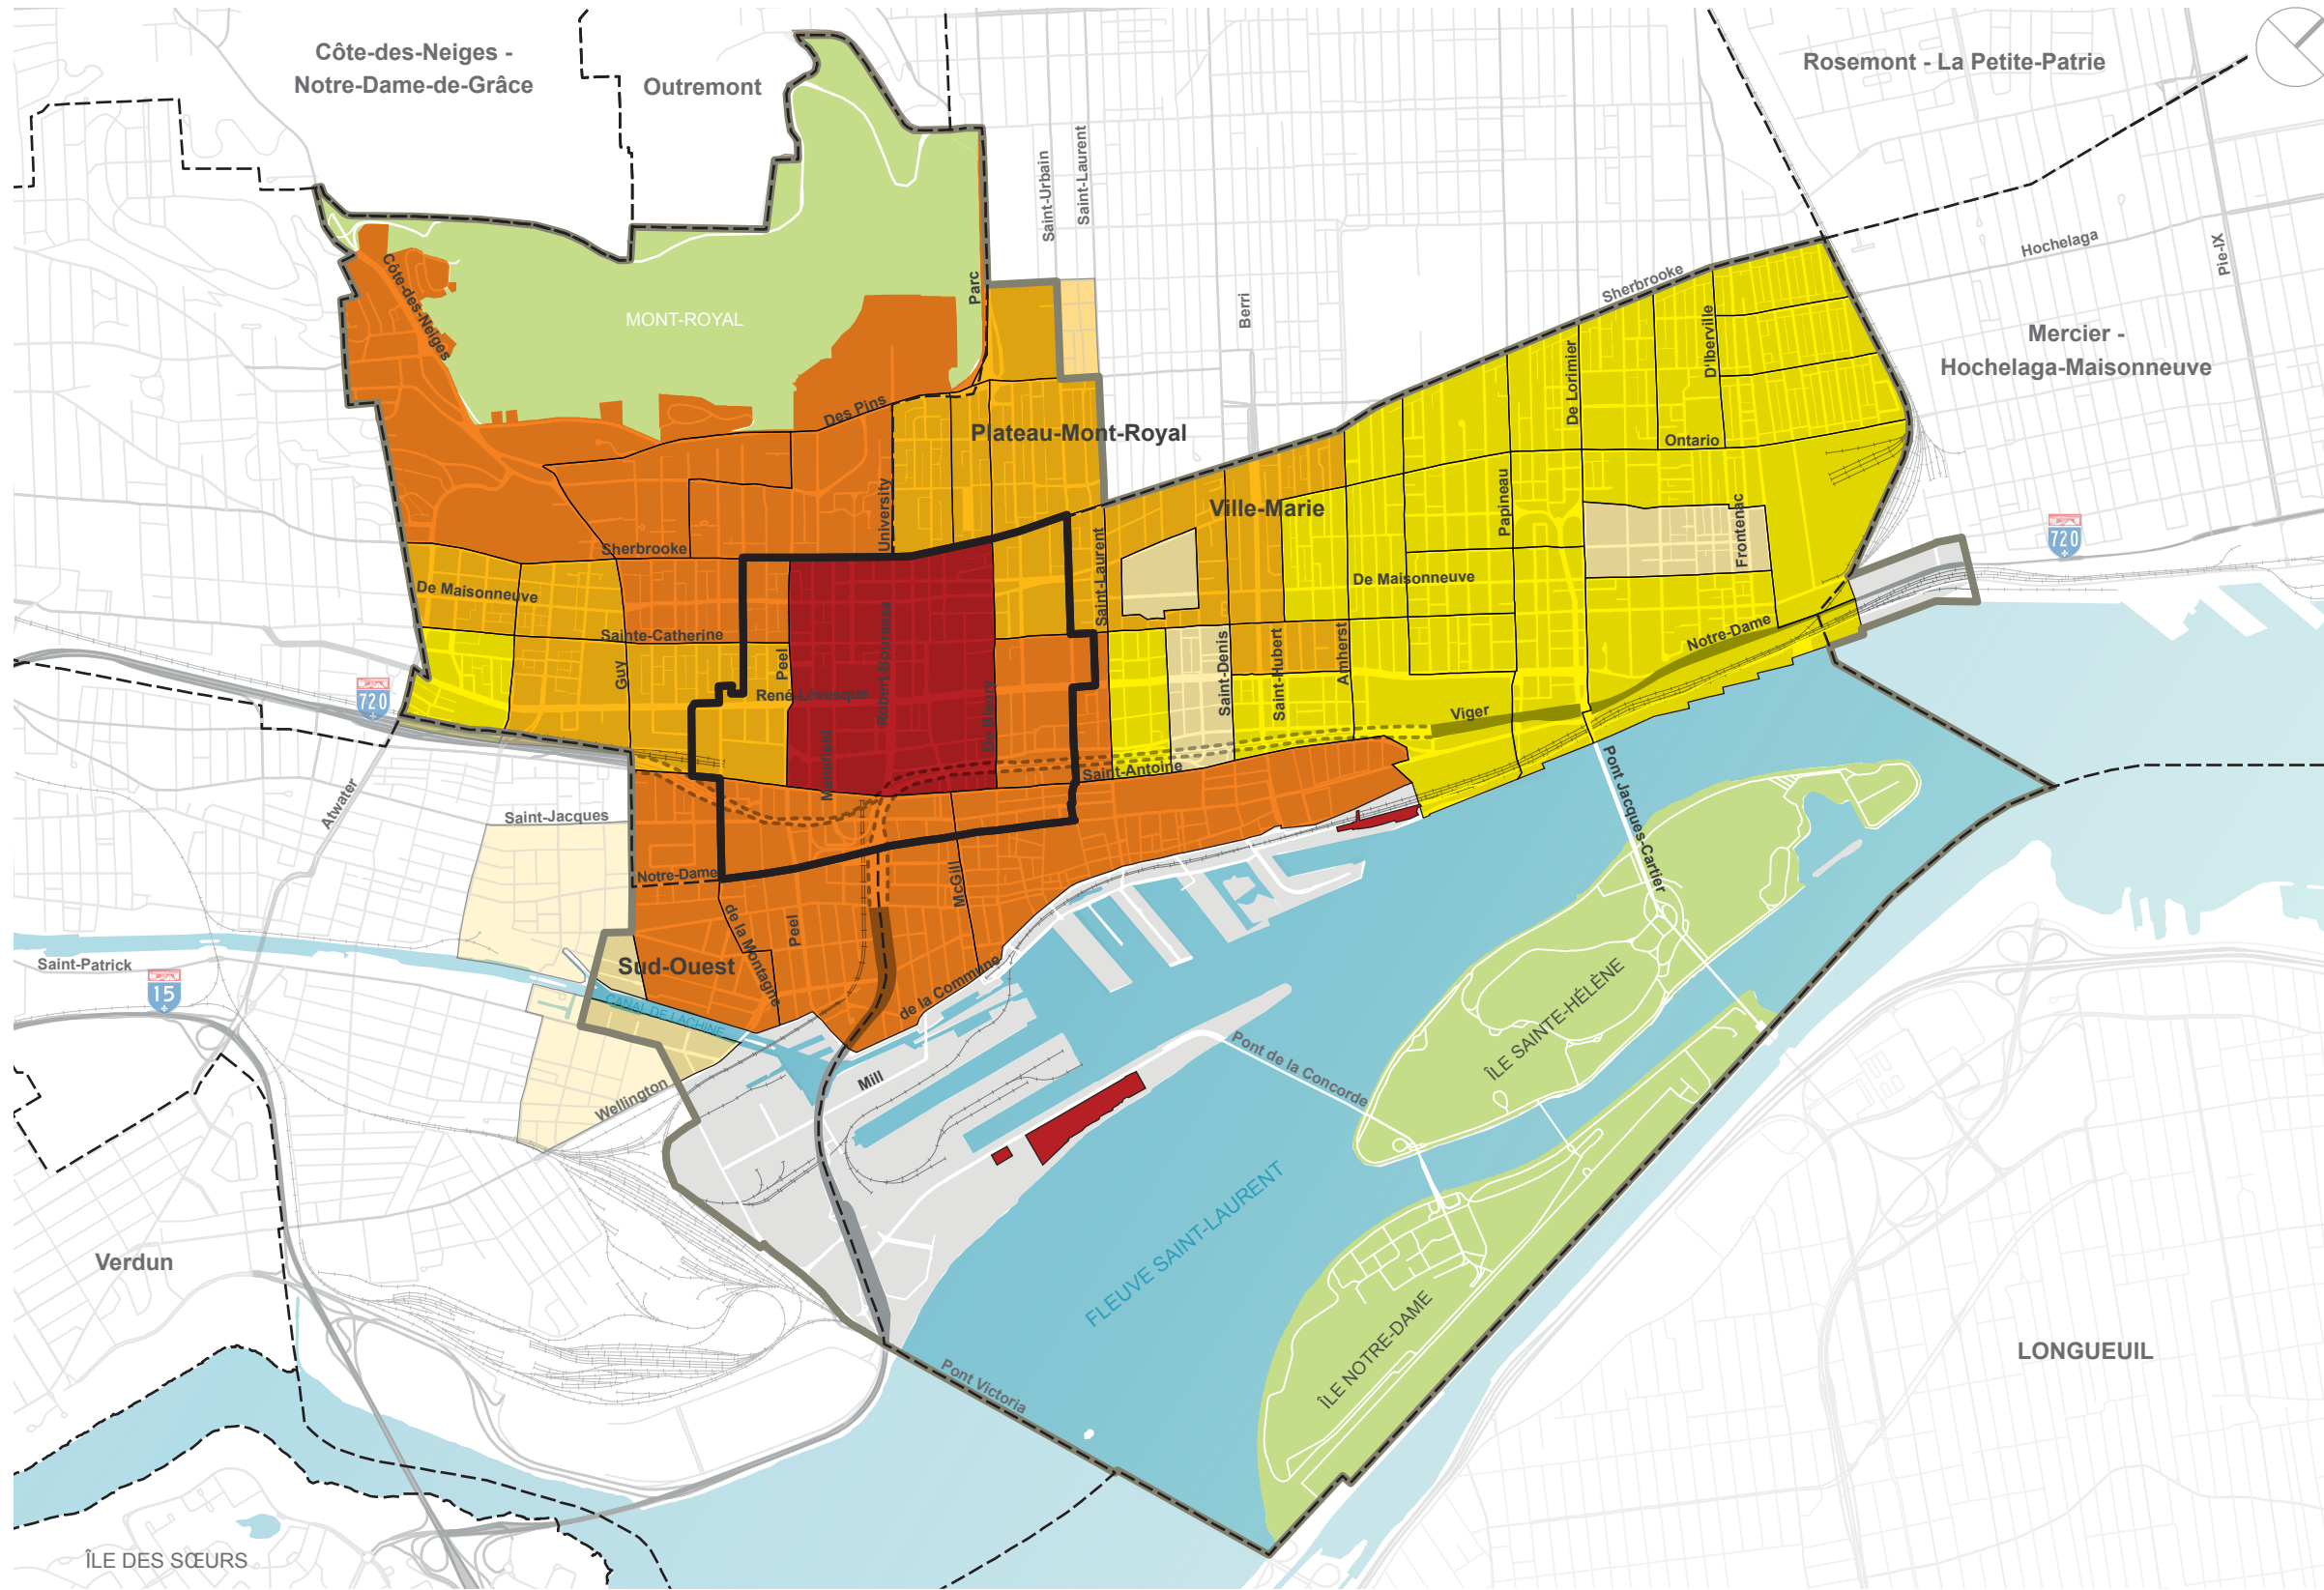 Côte-des-Neiges -
Notre-Dame-de-Grâce
Outremont
Rosemont - La Petite-Patrie
Saint-Urbain
Saint-Laurent
Hochelaga
Pie-IX
Côte-des-Neiges
Parc
Berri
Sherbrooke
MONT-ROYAL
D'Iberville
De Lorimier
Mercier -
Hochelaga-Maisonneuve
Des Pins
Plateau-Mont-Royal
Ontario
University
Ville-Marie
Papineau
Frontenac
Sherbrooke
Saint-Laurent
720
De Maisonneuve
De Maisonneuve
Sainte-Catherine
Robert-Bourassa
Notre-Dame
Guy
Peel
Saint-Denis
Saint-Hubert
Amherst
720
René-Lévesque
De Bleury
Viger
Mansfield
Saint-Antoine
Atwater
Saint-Jacques
Pont Jacques-Cartier
Notre-Dame
McGill
de la Montagne
Peel
Saint-Patrick
15
Sud-Ouest
de la Commune
CANAL DE LACHINE
ÎLE SAINTE-HÉLÈNE
Pont de la Concorde
Mill
Wellington
FLEUVE SAINT-LAURENT
Verdun
ÎLE NOTRE-DAME
LONGUEUIL
Pont Victoria
ÎLE DES SŒURS